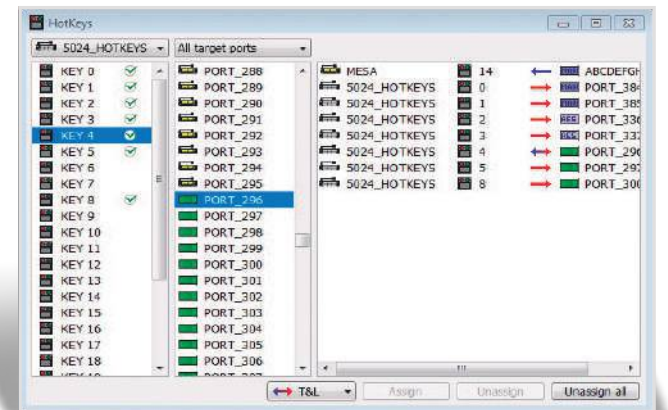 HotKeys
5024_HOTKEYS
All target ports
KEY 0
KEY 1
KEY 2
KEY 3
KEY 4
KEY 5
KEY 6
KEY 7
KEY 8
KEY 9
KEY 10
KEY 11
KEY 12
KEY 13
KEY 14
KEY 15
KEY 16
KEY 17
KEY 18
PORT_288
PORT_289
PORT_290
PORT_291
PORT_292
PORT_293
PORT_294
PORT_295
PORT_296
PORT_297
PORT_298
PORT_299
PORT_300
PORT_301
PORT_302
PORT_303
PORT_304
PORT_305
PORT_306
MESA 14 ABCDEFGH
5024_HOTKEYS 0 PORT_384
5024_HOTKEYS 1 PORT_385
5024_HOTKEYS 2 PORT_336
5024_HOTKEYS 3 PORT_337
5024_HOTKEYS 4 PORT_296
5024_HOTKEYS 5 PORT_297
5024_HOTKEYS 8 PORT_300
T&L
Assign
Unassign
Unassign all